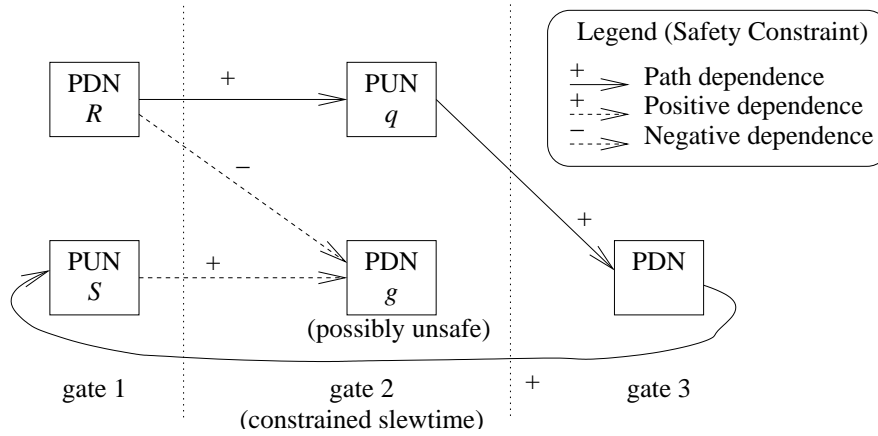 Legend (Safety Constraint)
+ Path dependence
+ Positive dependence
− Negative dependence
PDN
R
+
PUN
q
−
+
PUN
S
+
PDN
g
(possibly unsafe)
PDN
gate 1
gate 2
(constrained slewtime)
+
gate 3